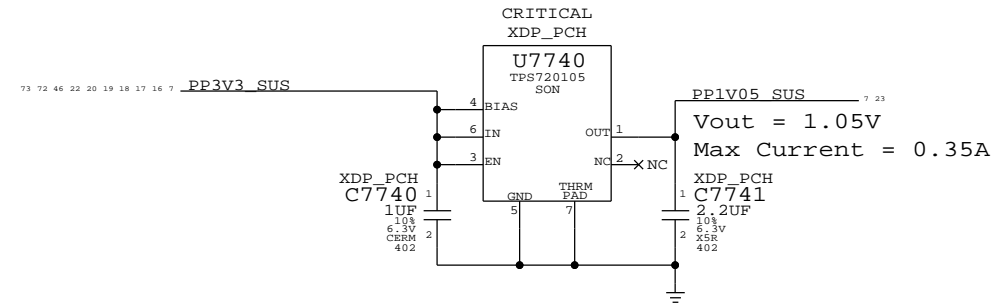 CRITICAL
XDP_PCH
U7740
TPS720105
SON
73 72 46 22 20 19 18 17 16 7 PP3V3_SUS
4 BIAS
6 IN
3 EN
OUT 1
NC 2 NC
GND
5
THRM
PAD
7
PP1V05_SUS 7 23
Vout = 1.05V
Max Current = 0.35A
XDP_PCH
C7740 1
1UF
10%
6.3V 2
CERM
402
XDP_PCH
1 C7741
2.2UF
10%
2 6.3V
X5R
402